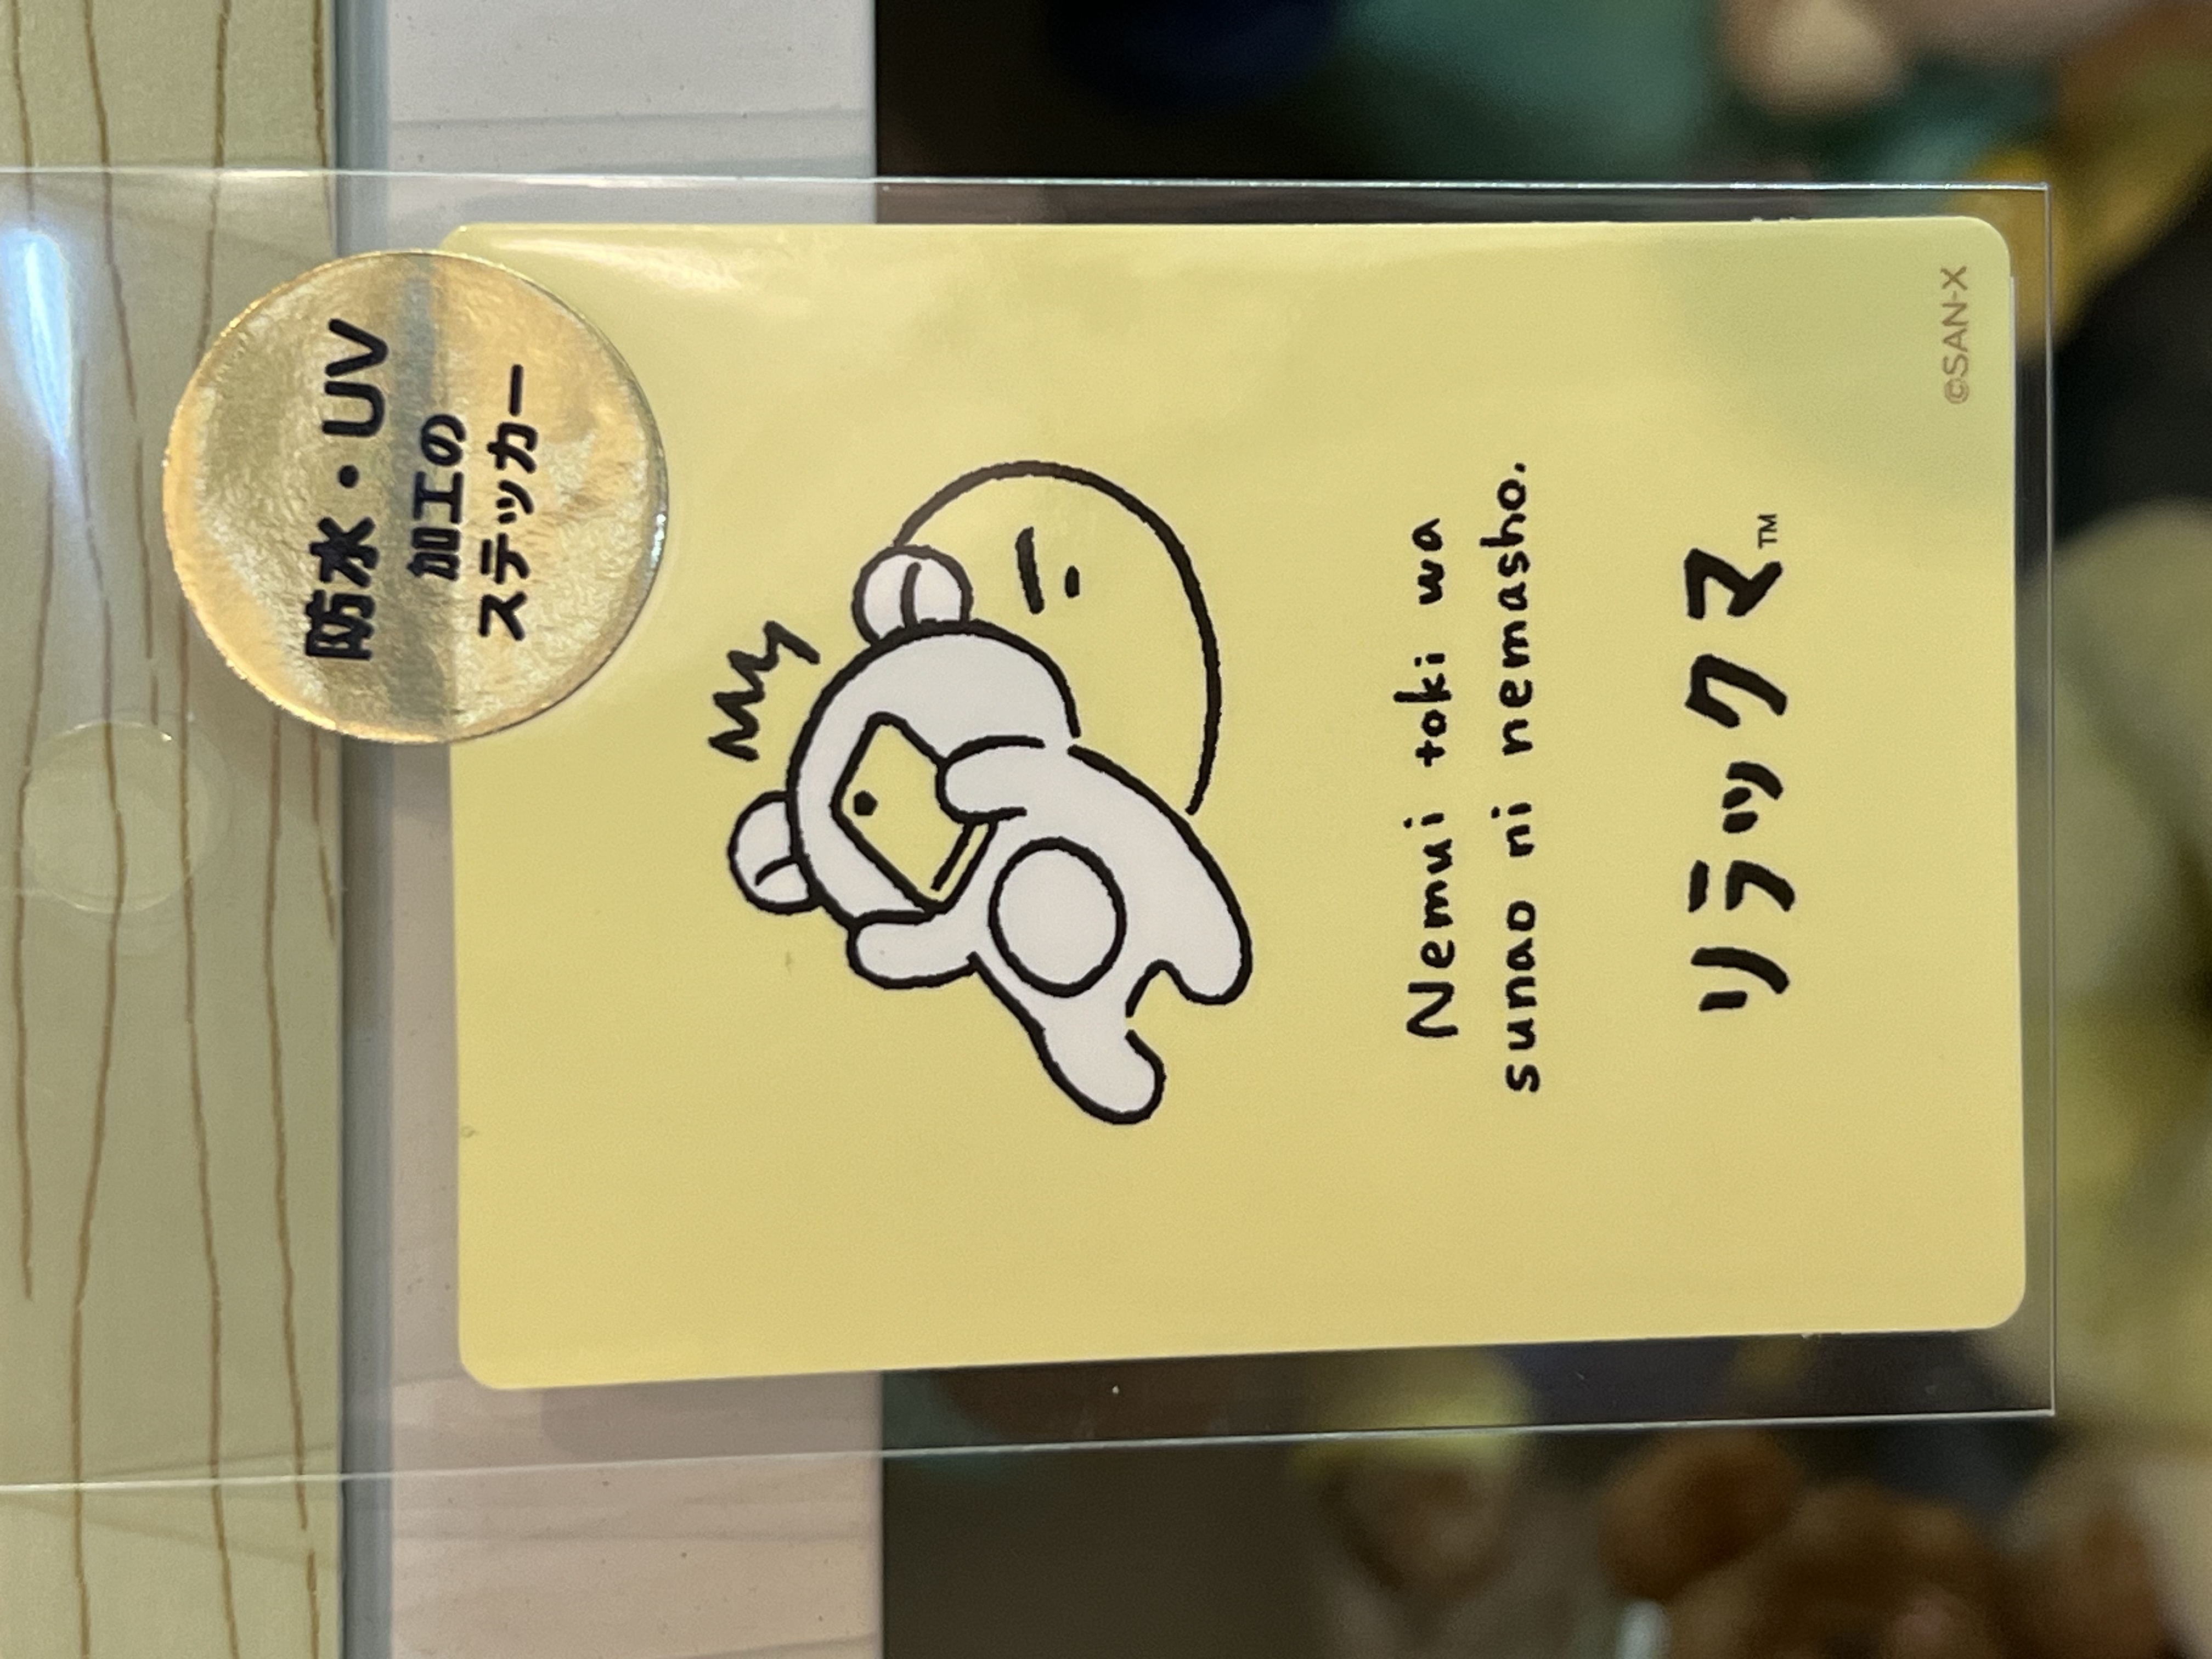 防水・UV
加工の
ステッカー
Nemui toki wa
sunao ni nemasho.
リラックマ™
©SAN-X